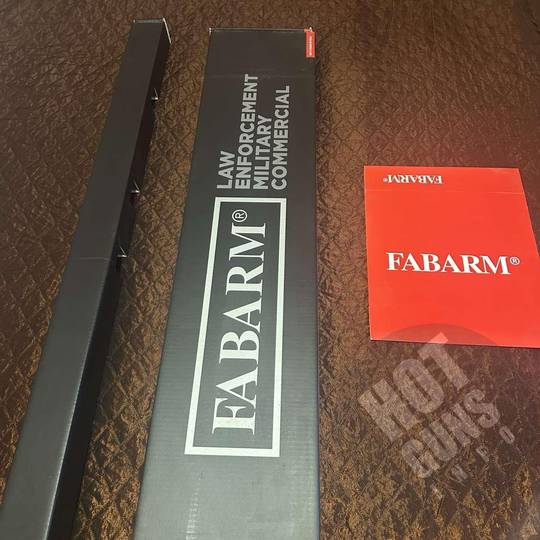 LAW
ENFORCEMENT
MILITARY
COMMERCIAL
FABARM®
FABARM®
FABARM®
HOT
GUNS